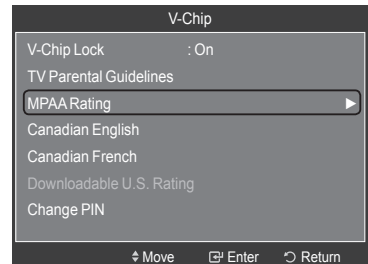 V-Chip
V-Chip Lock : On
TV Parental Guidelines
MPAA Rating
Canadian English
Canadian French
Downloadable U.S. Rating
Change PIN
Move Enter Return